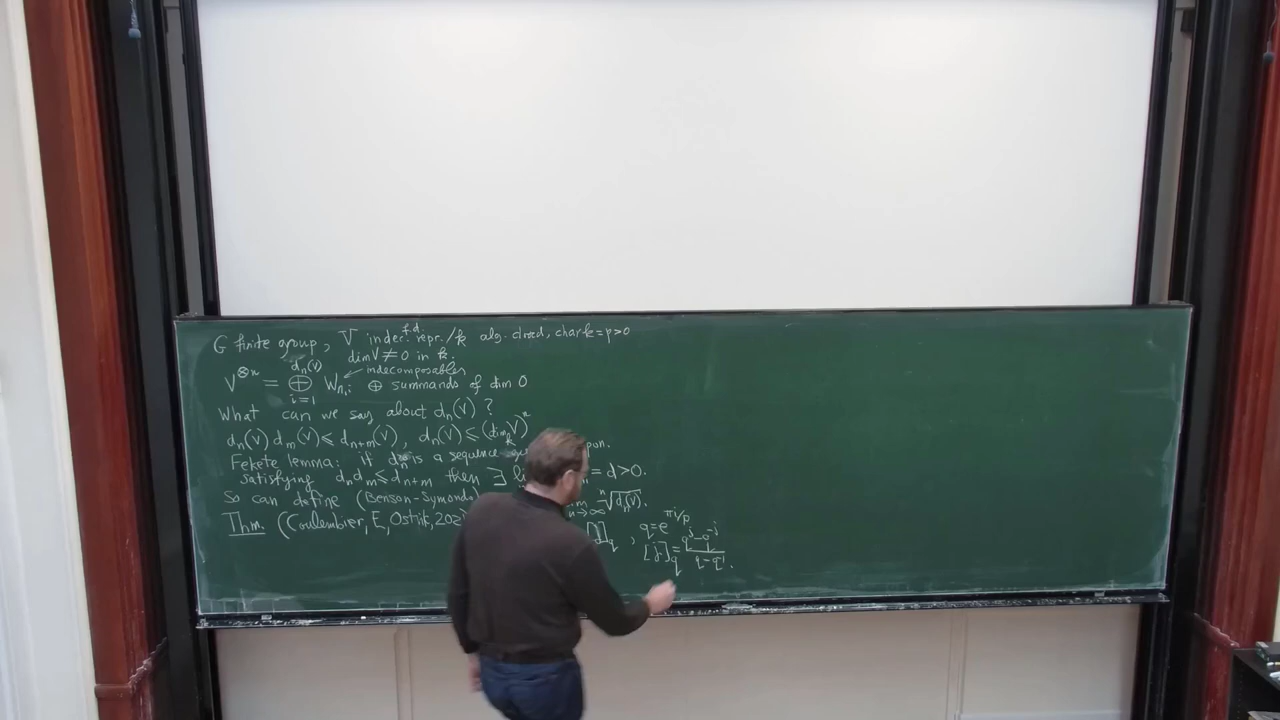 G finite group, V indec. f.d. repr./k alg. closed, char k = p>0
dim V ≠ 0 in k.
V^{⊗n} = ⊕_{i=1}^{d_n(V)} W_{n,i} ← indecomposables ⊕ summands of dim 0
What can we say about d_n(V)?
d_n(V) d_m(V) ≤ d_{n+m}(V), d_n(V) ≤ (dim_k V)^n
Fekete lemma: if d_n is a sequence
satisfying d_n d_m ≤ d_{n+m} then ∃ = d>0.
So can define (Benson-Symonds n→∞ ⁿ√d_n(V).
Thm. (Coulembier, E, Ostrik, 202 ]_q , q=e^{πi/p}
[j]_q = (q^j-q^{-j})/(q-q^{-1}).